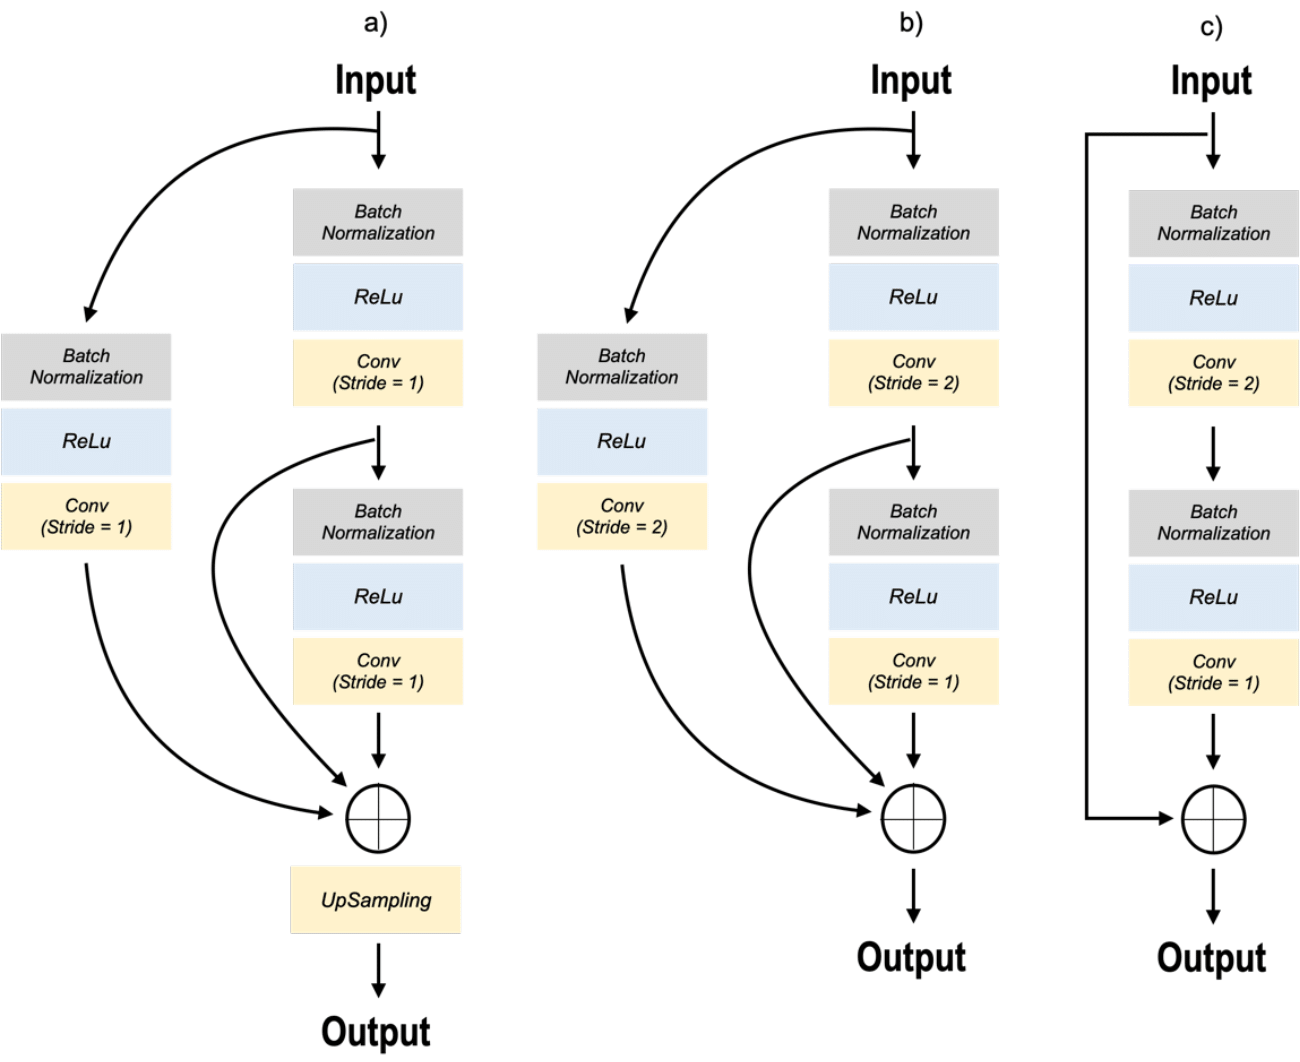 a)
Input
Batch
Normalization
ReLu
Conv
(Stride = 1)
Batch
Normalization
ReLu
Conv
(Stride = 1)
Batch
Normalization
ReLu
Conv
(Stride = 1)
UpSampling
Output
b)
Input
Batch
Normalization
ReLu
Conv
(Stride = 2)
Batch
Normalization
ReLu
Conv
(Stride = 2)
Batch
Normalization
ReLu
Conv
(Stride = 1)
Output
c)
Input
Batch
Normalization
ReLu
Conv
(Stride = 2)
Batch
Normalization
ReLu
Conv
(Stride = 1)
Output